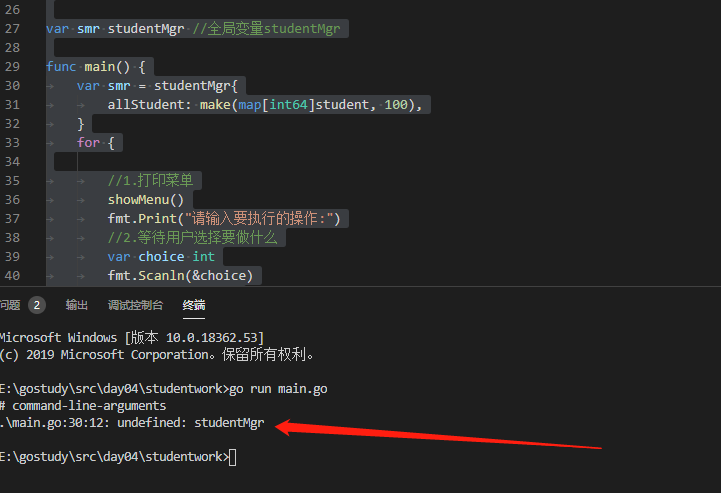 26
27 var smr studentMgr //全局变量studentMgr
28
29 func main() {
30 var smr = studentMgr{
31 allStudent: make(map[int64]student, 100),
32 }
33 for {
34
35 //1.打印菜单
36 showMenu()
37 fmt.Print("请输入要执行的操作:")
38 //2.等待用户选择要做什么
39 var choice int
40 fmt.Scanln(&choice)
问题 2 输出 调试控制台 终端
Microsoft Windows [版本 10.0.18362.53]
(c) 2019 Microsoft Corporation。保留所有权利。
E:\gostudy\src\day04\studentwork>go run main.go
# command-line-arguments
.\main.go:30:12: undefined: studentMgr
E:\gostudy\src\day04\studentwork>